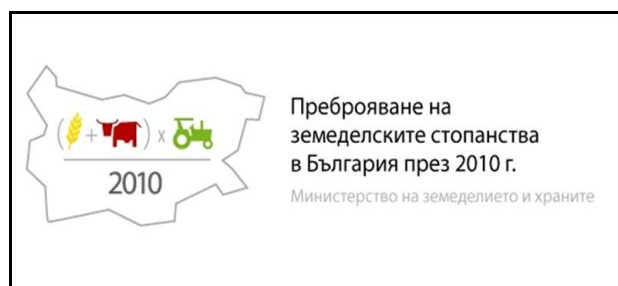 ( + ) x
2010
Преброяване на
земеделските стопанства
в България през 2010 г.
Министерство на земеделието и храните